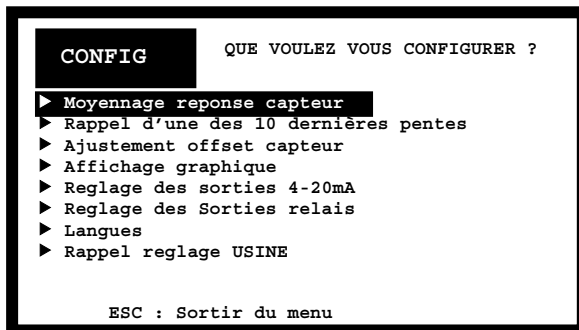 CONFIG QUE VOULEZ VOUS CONFIGURER ?
Moyennage reponse capteur
Rappel d’une des 10 dernières pentes
Ajustement offset capteur
Affichage graphique
Reglage des sorties 4-20mA
Reglage des Sorties relais
Langues
Rappel reglage USINE
ESC : Sortir du menu